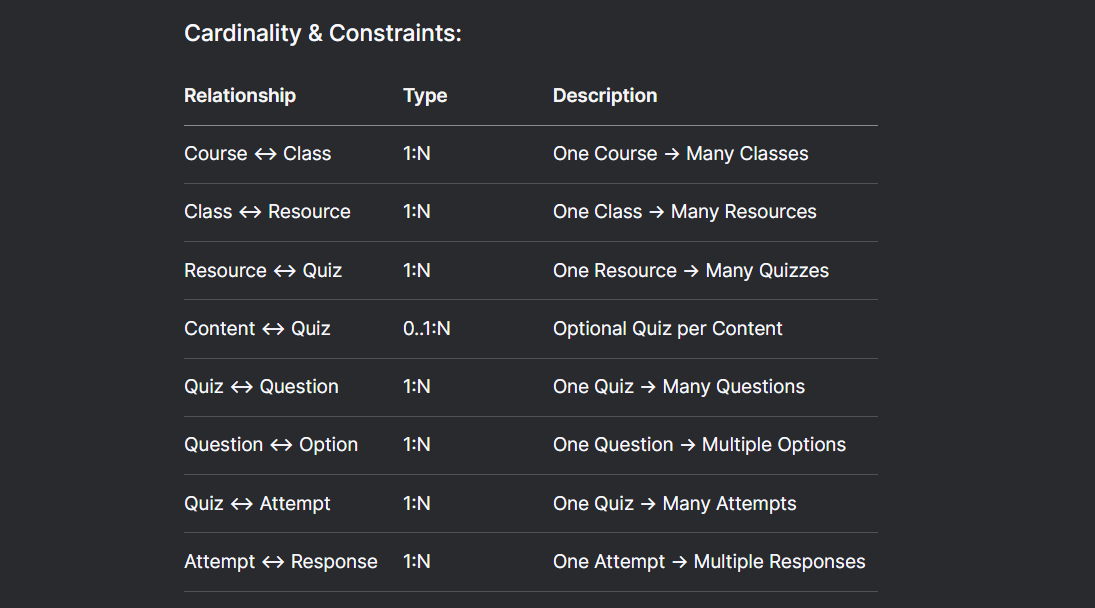 Cardinality & Constraints:
Relationship Type Description
Course ↔ Class 1:N One Course → Many Classes
Class ↔ Resource 1:N One Class → Many Resources
Resource ↔ Quiz 1:N One Resource → Many Quizzes
Content ↔ Quiz 0..1:N Optional Quiz per Content
Quiz ↔ Question 1:N One Quiz → Many Questions
Question ↔ Option 1:N One Question → Multiple Options
Quiz ↔ Attempt 1:N One Quiz → Many Attempts
Attempt ↔ Response 1:N One Attempt → Multiple Responses